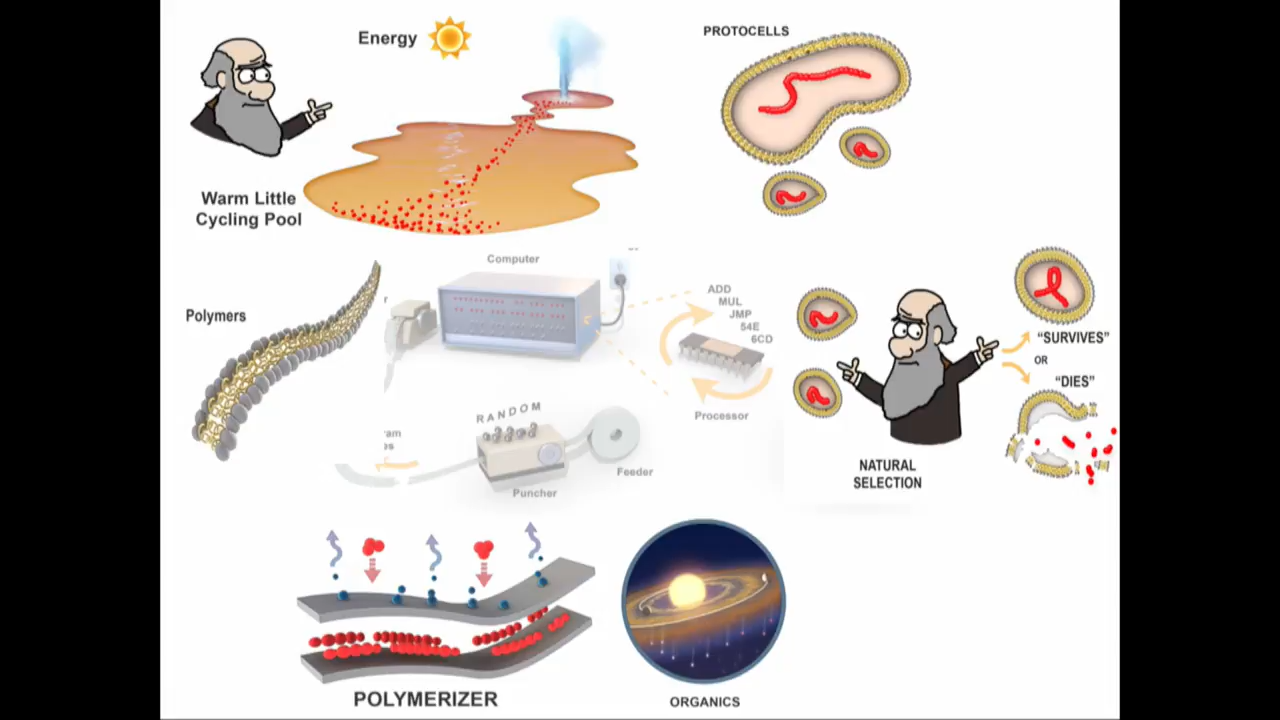 Energy
PROTOCELLS
Warm Little
Cycling Pool
Computer
Polymers
ADD
MUL
JMP
54E
6CD
"SURVIVES"
OR
"DIES"
Processor
RANDOM
Feeder
Puncher
NATURAL
SELECTION
POLYMERIZER
ORGANICS